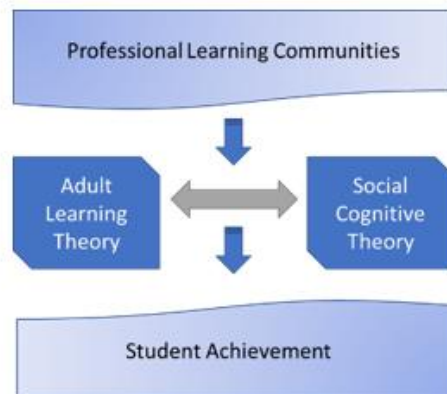 Professional Learning Communities
Adult
Learning
Theory
Social
Cognitive
Theory
Student Achievement